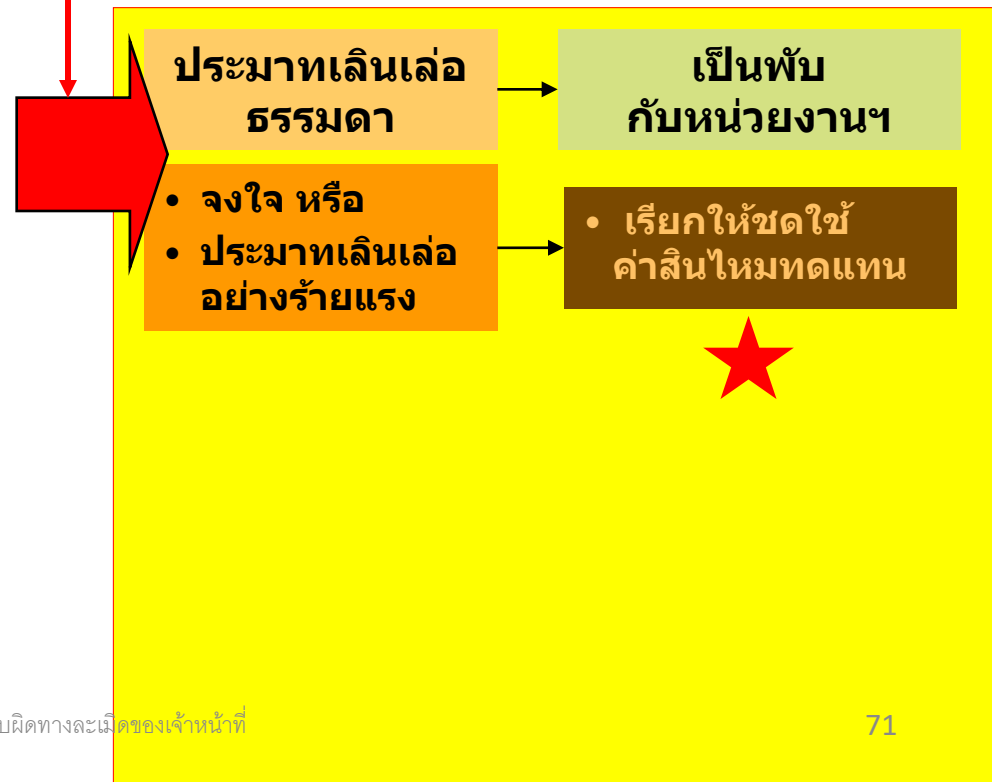 ประมาทเลินเล่อ
ธรรมดา
เป็นพับ
กับหน่วยงานฯ
• จงใจ หรือ
• ประมาทเลินเล่อ
อย่างร้ายแรง
• เรียกให้ชดใช้
ค่าสินไหมทดแทน
บผิดทางละเมิดของเจ้าหน้าที่
71